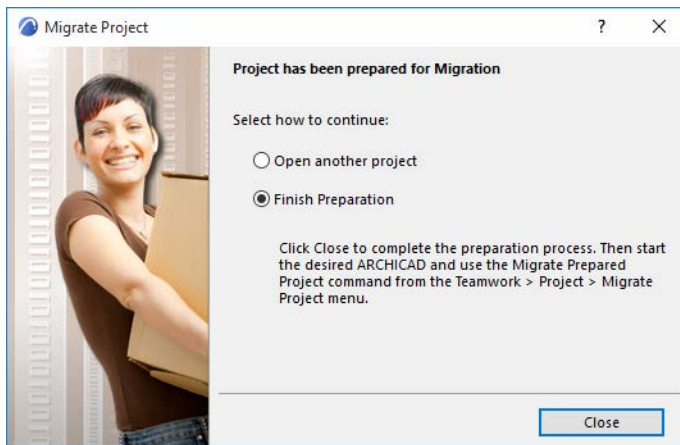 Migrate Project
?
Project has been prepared for Migration
Select how to continue:
Open another project
Finish Preparation
Click Close to complete the preparation process. Then start
the desired ARCHICAD and use the Migrate Prepared
Project command from the Teamwork > Project > Migrate
Project menu.
Close